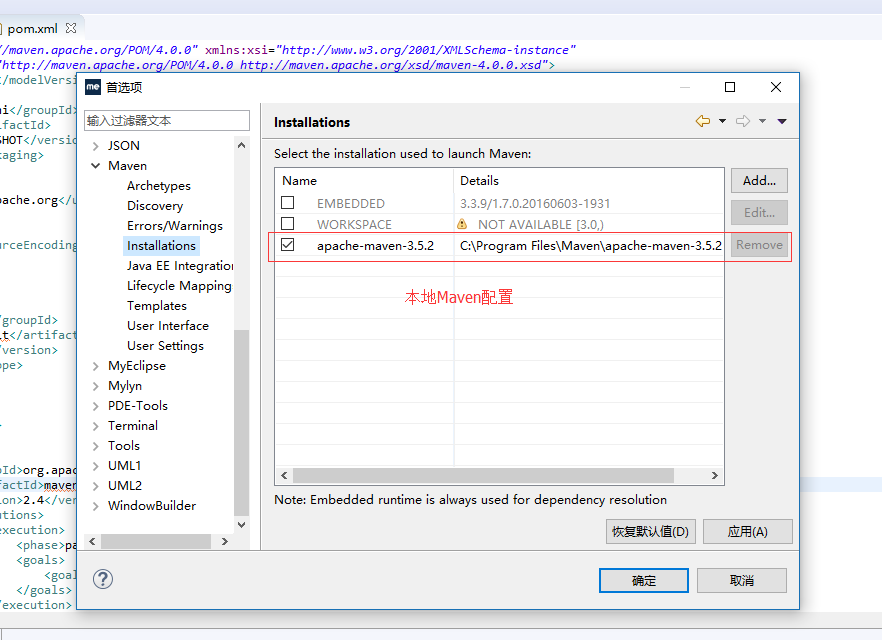 pom.xml
//maven.apache.org/POM/4.0.0" xmlns:xsi="http://www.w3.org/2001/XMLSchema-instance"
"http://maven.apache.org/POM/4.0.0 http://maven.apache.org/xsd/maven-4.0.0.xsd">
me 首选项
输入过滤器文本
JSON
Maven
Archetypes
Discovery
Errors/Warnings
Installations
Java EE Integration
Lifecycle Mapping
Templates
User Interface
User Settings
MyEclipse
Mylyn
PDE-Tools
Terminal
Tools
UML1
UML2
WindowBuilder
Installations
Select the installation used to launch Maven:
Name Details
EMBEDDED 3.3.9/1.7.0.20160603-1931
WORKSPACE NOT AVAILABLE [3.0,)
apache-maven-3.5.2 C:\Program Files\Maven\apache-maven-3.5.2
本地Maven配置
Add...
Edit...
Remove
Note: Embedded runtime is always used for dependency resolution
恢复默认值(D) 应用(A)
? 确定 取消
</groupId>
</version>
<phase>
<goals>
</goals>